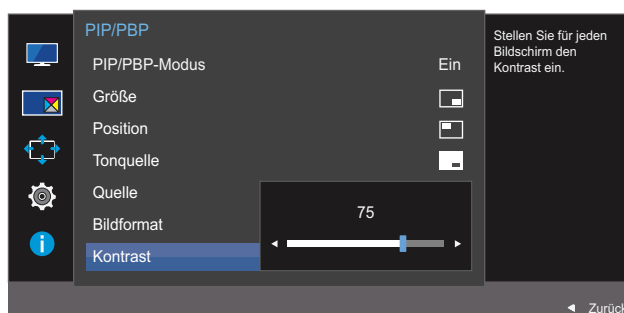 PIP/PBP
PIP/PBP-Modus Ein
Größe
Position
Tonquelle
Quelle
Bildformat
Kontrast
75
Stellen Sie für jeden
Bildschirm den
Kontrast ein.
Zurück